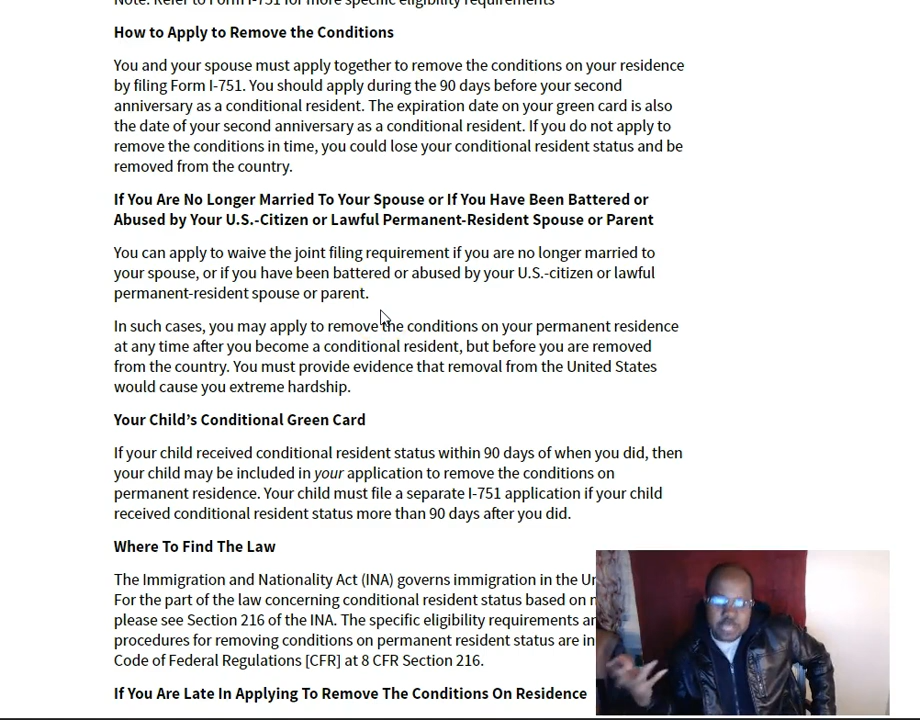 Note: Refer to Form I-751 for more specific eligibility requirements
How to Apply to Remove the Conditions
You and your spouse must apply together to remove the conditions on your residence
by filing Form I-751. You should apply during the 90 days before your second
anniversary as a conditional resident. The expiration date on your green card is also
the date of your second anniversary as a conditional resident. If you do not apply to
remove the conditions in time, you could lose your conditional resident status and be
removed from the country.
If You Are No Longer Married To Your Spouse or If You Have Been Battered or
Abused by Your U.S.-Citizen or Lawful Permanent-Resident Spouse or Parent
You can apply to waive the joint filing requirement if you are no longer married to
your spouse, or if you have been battered or abused by your U.S.-citizen or lawful
permanent-resident spouse or parent.
In such cases, you may apply to remove the conditions on your permanent residence
at any time after you become a conditional resident, but before you are removed
from the country. You must provide evidence that removal from the United States
would cause you extreme hardship.
Your Child’s Conditional Green Card
If your child received conditional resident status within 90 days of when you did, then
your child may be included in your application to remove the conditions on
permanent residence. Your child must file a separate I-751 application if your child
received conditional resident status more than 90 days after you did.
Where To Find The Law
The Immigration and Nationality Act (INA) governs immigration in the
For the part of the law concerning conditional resident status based on
please see Section 216 of the INA. The specific eligibility requirements
procedures for removing conditions on permanent resident status are in
Code of Federal Regulations [CFR] at 8 CFR Section 216.
If You Are Late In Applying To Remove The Conditions On Residence